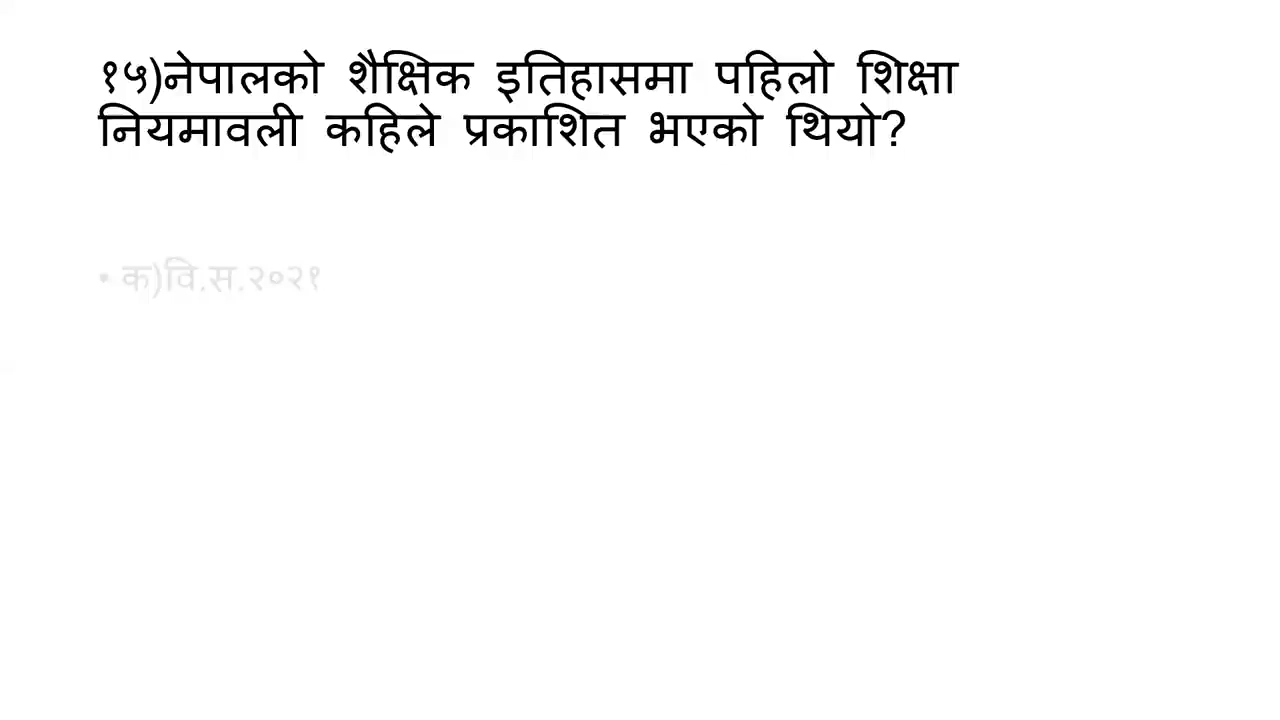 १५)नेपालको शैक्षिक इतिहासमा पहिलो शिक्षा
नियमावली कहिले प्रकाशित भएको थियो?
• क)वि.स.२०२१